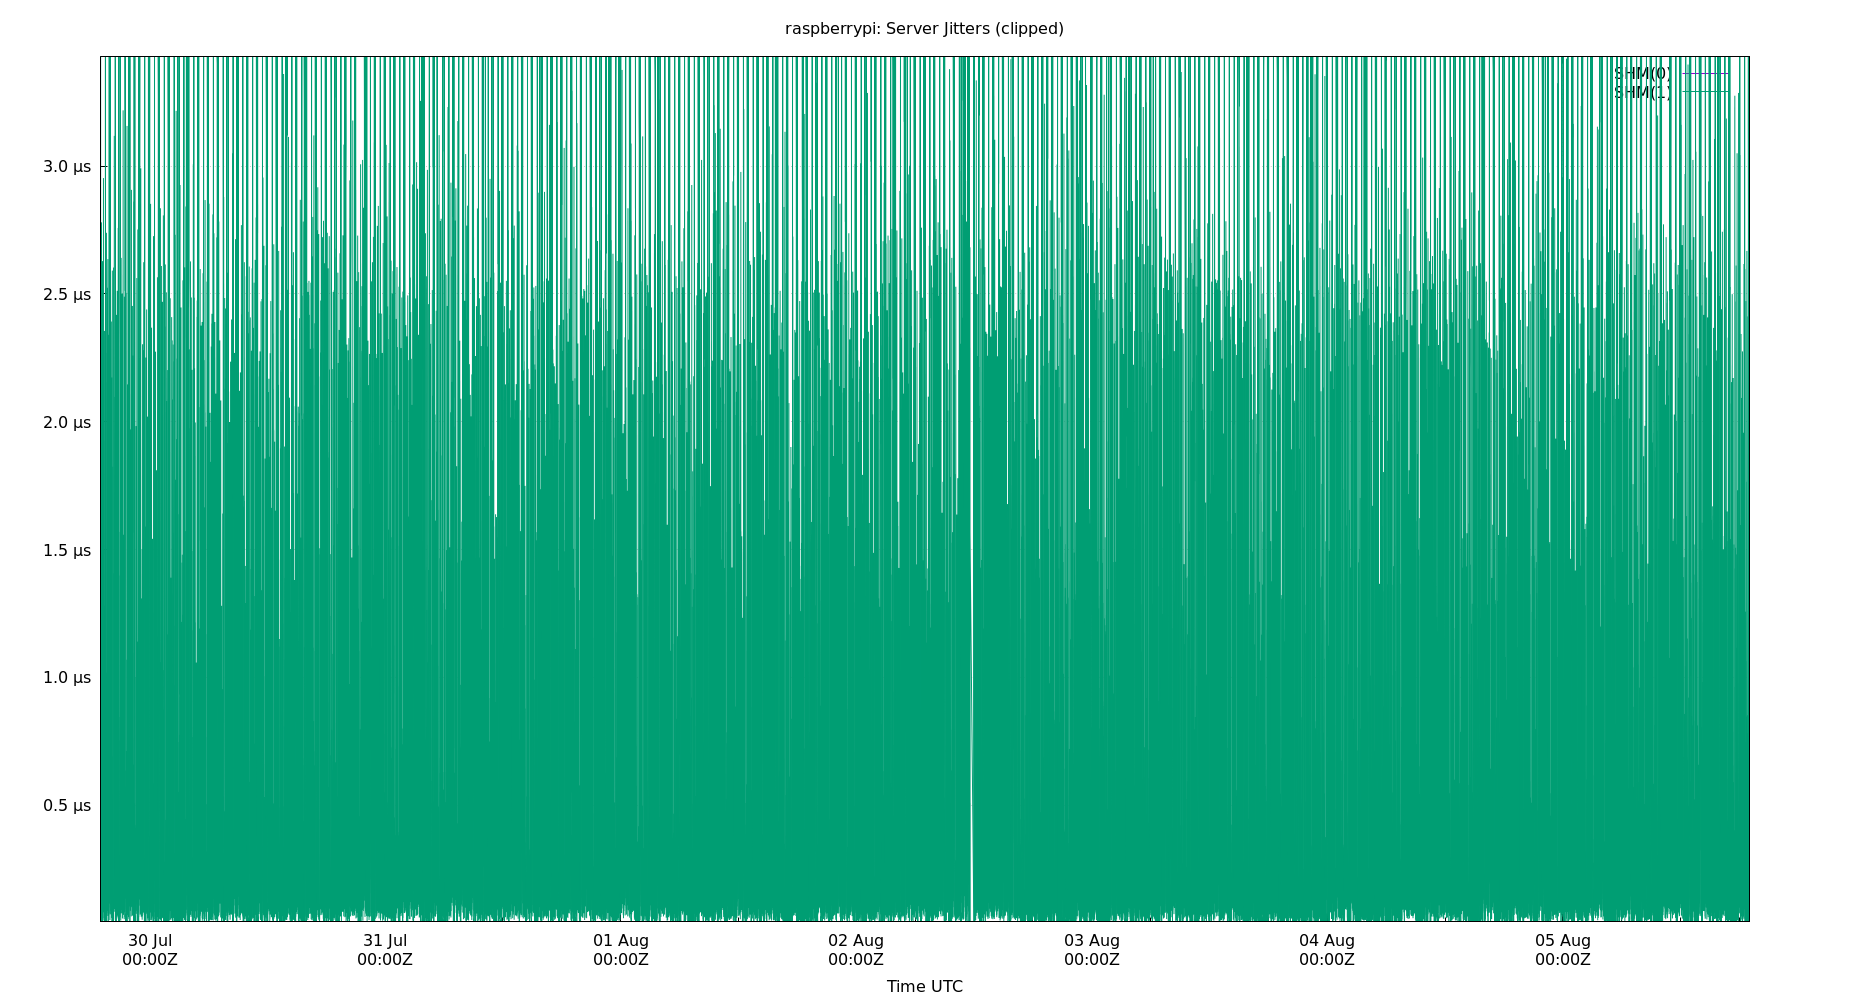 raspberrypi: Server Jitters (clipped)
SHM(0)
SHM(1)
3.0 µs
2.5 µs
2.0 µs
1.5 µs
1.0 µs
0.5 µs
30 Jul 31 Jul 01 Aug 02 Aug 03 Aug 04 Aug 05 Aug
00:00Z 00:00Z 00:00Z 00:00Z 00:00Z 00:00Z 00:00Z
Time UTC